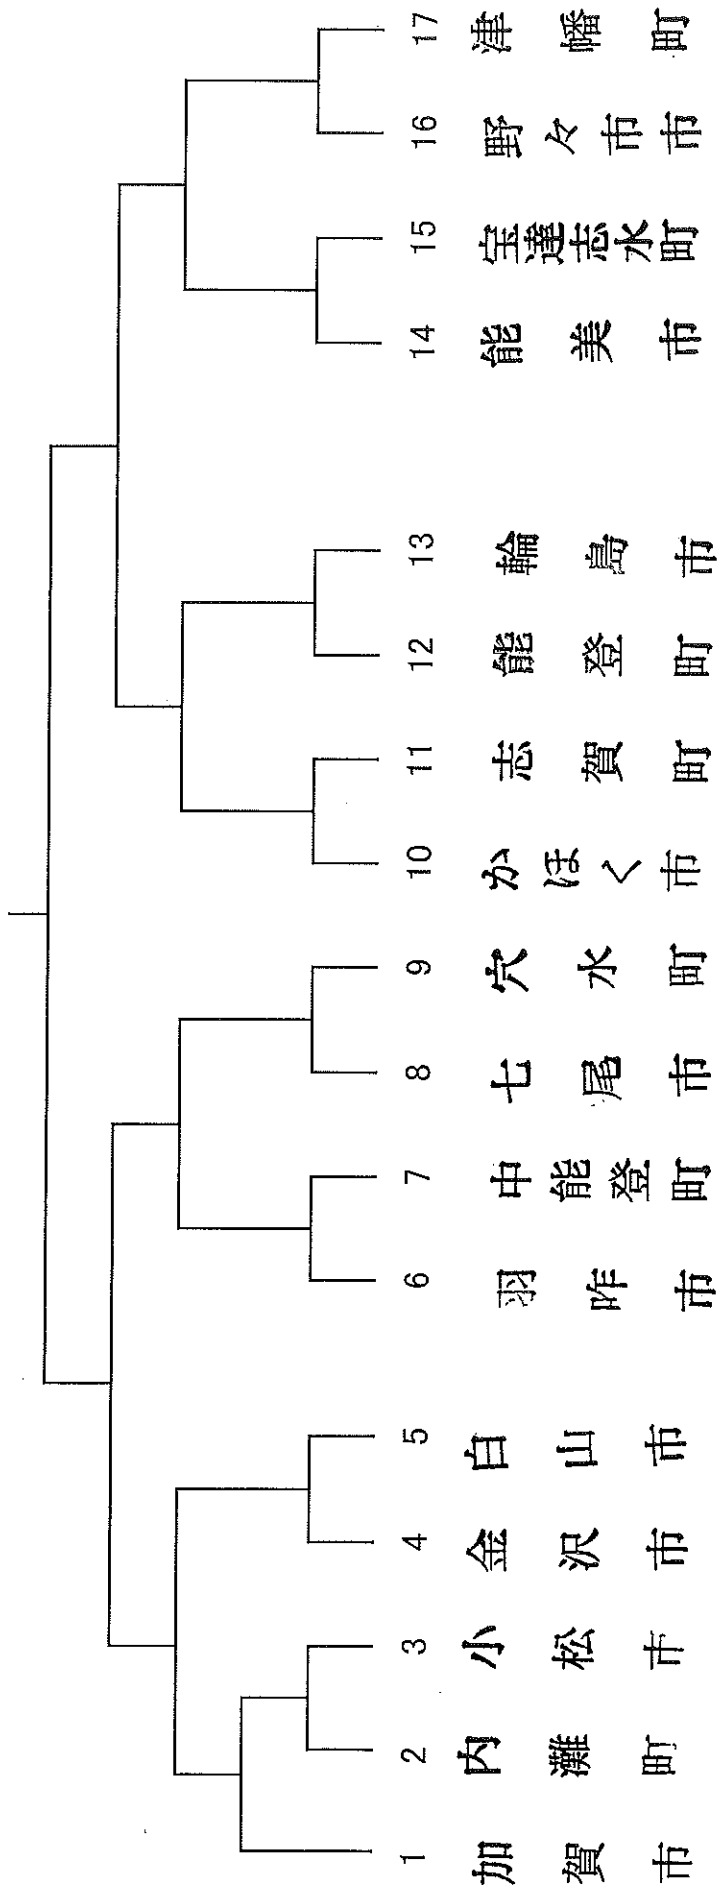 1 加賀市
2 内灘町
3 小松市
4 金沢市
5 白山市
6 羽咋市
7 中能登町
8 七尾市
9 穴水町
10 かほく市
11 志賀町
12 能登町
13 輪島市
14 能美市
15 宝達志水町
16 野々市市
17 津幡町